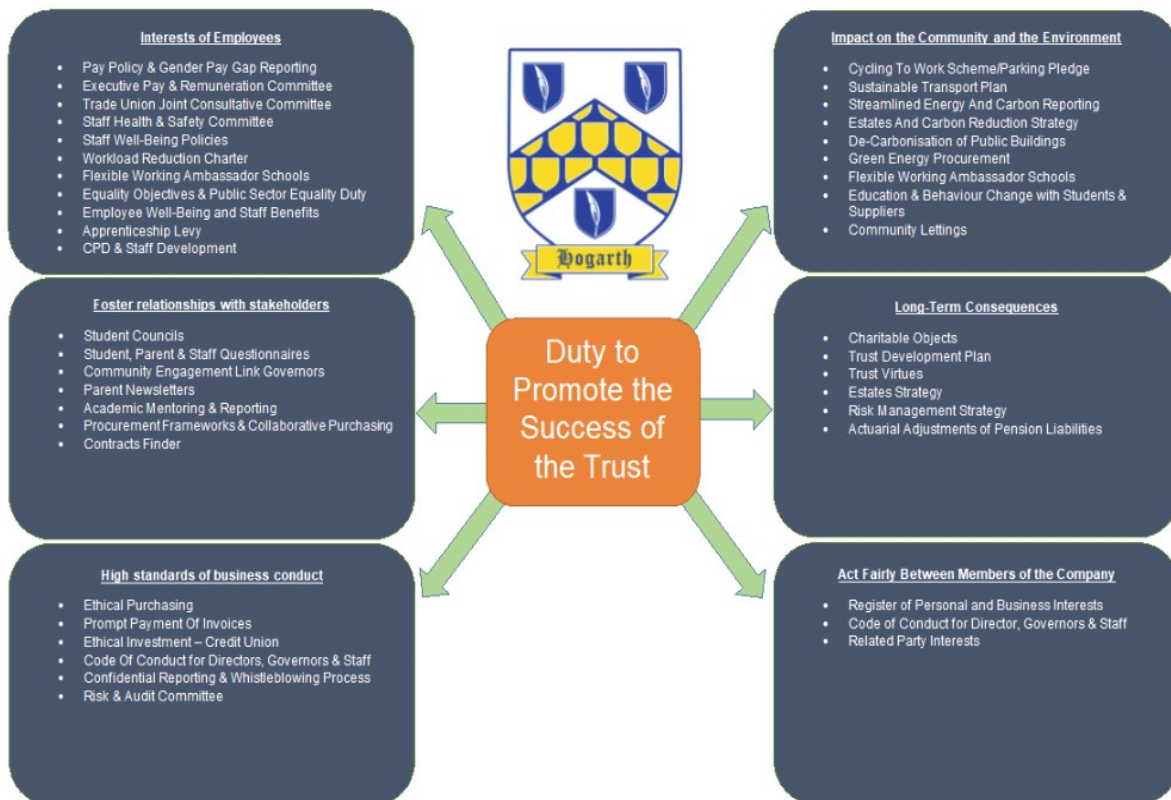 Interests of Employees
Pay Policy & Gender Pay Gap Reporting
Executive Pay & Remuneration Committee
Trade Union Joint Consultative Committee
Staff Health & Safety Committee
Staff Well-Being Policies
Workload Reduction Charter
Flexible Working Ambassador Schools
Equality Objectives & Public Sector Equality Duty
Employee Well-Being and Staff Benefits
Apprenticeship Levy
CPD & Staff Development
Foster relationships with stakeholders
Student Councils
Student, Parent & Staff Questionnaires
Community Engagement Link Governors
Parent Newsletters
Academic Mentoring & Reporting
Procurement Frameworks & Collaborative Purchasing
Contracts Finder
High standards of business conduct
Ethical Purchasing
Prompt Payment Of Invoices
Ethical Investment – Credit Union
Code Of Conduct for Directors, Governors & Staff
Confidential Reporting & Whistleblowing Process
Risk & Audit Committee
Hogarth
Duty to
Promote the
Success of
the Trust
Impact on the Community and the Environment
Cycling To Work Scheme/Parking Pledge
Sustainable Transport Plan
Streamlined Energy And Carbon Reporting
Estates And Carbon Reduction Strategy
De-Carbonisation of Public Buildings
Green Energy Procurement
Flexible Working Ambassador Schools
Education & Behaviour Change with Students &
Suppliers
Community Lettings
Long-Term Consequences
Charitable Objects
Trust Development Plan
Trust Virtues
Estates Strategy
Risk Management Strategy
Actuarial Adjustments of Pension Liabilities
Act Fairly Between Members of the Company
Register of Personal and Business Interests
Code of Conduct for Director, Governors & Staff
Related Party Interests